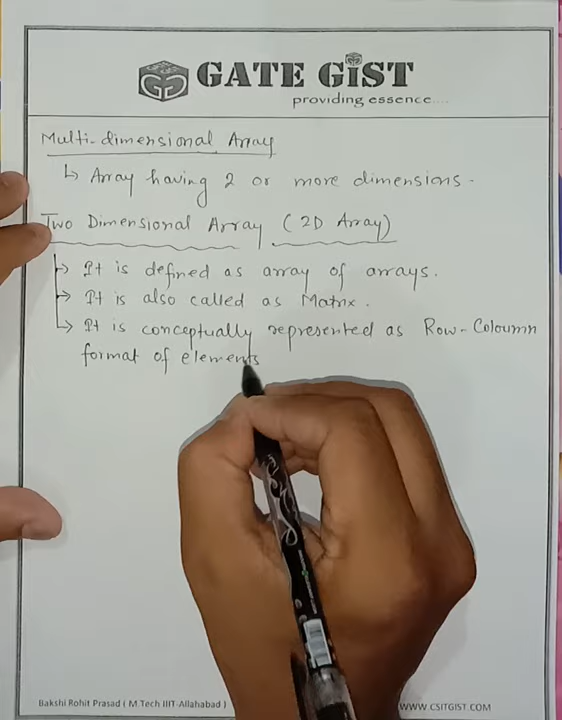 GATE GiST
providing essence....
Multi-dimensional Array
↳ Array having 2 or more dimensions.
Two Dimensional Array (2D Array)
↳ It is defined as array of arrays.
↳ It is also called as Matrix.
↳ It is conceptually represented as Row-Coloumn
format of elements
Bakshi Rohit Prasad ( M.Tech IIIT-Allahabad )
WWW.CSITGIST.COM